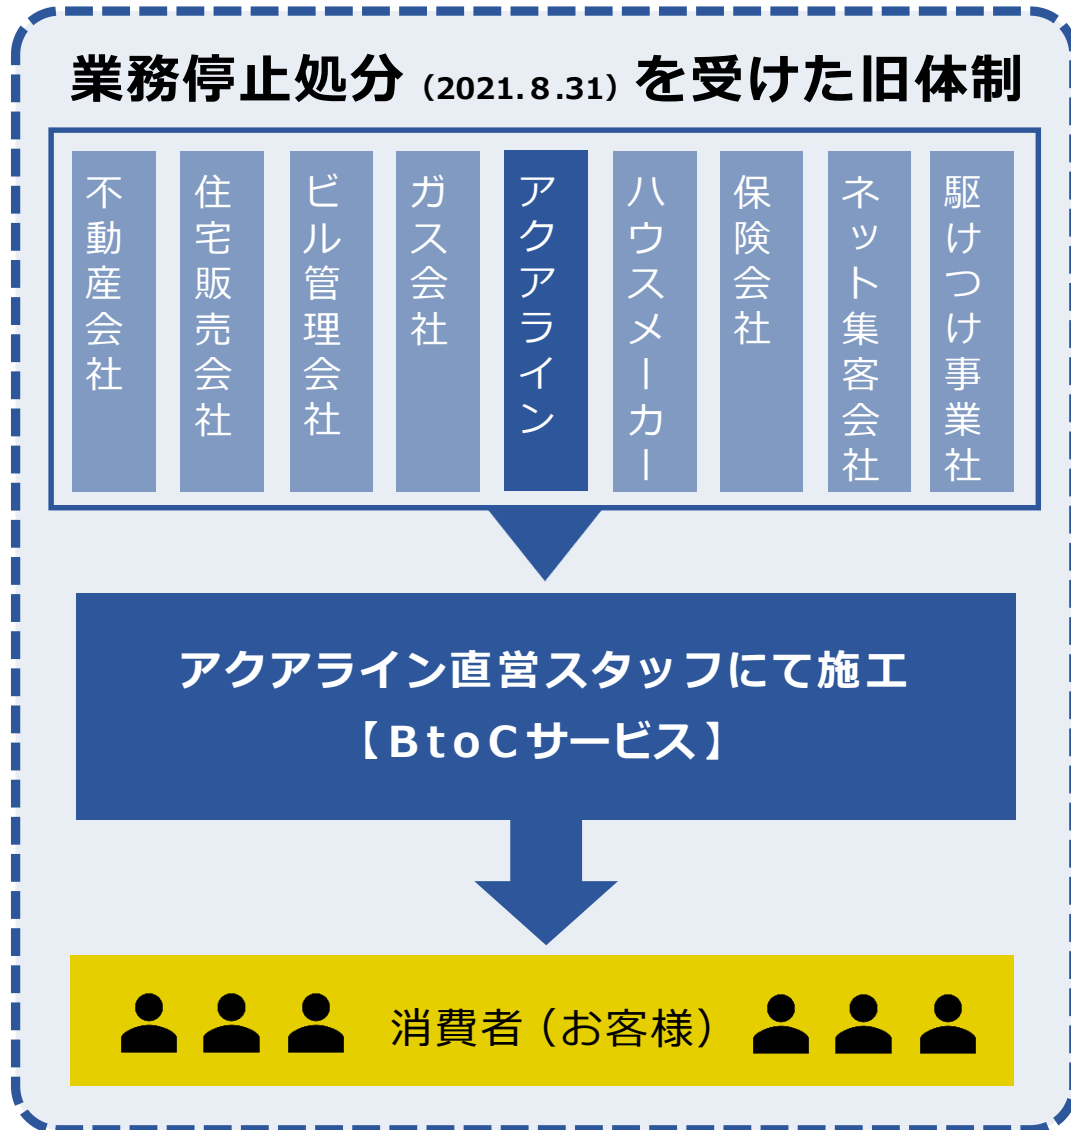 業務停止処分（2021.８.31）を受けた旧体制
不動産会社
住宅販売会社
ビル管理会社
ガス会社
アクアライン
ハウスメーカー
保険会社
ネット集客会社
駆けつけ事業社
アクアライン直営スタッフにて施工
【BtoCサービス】
消費者（お客様）